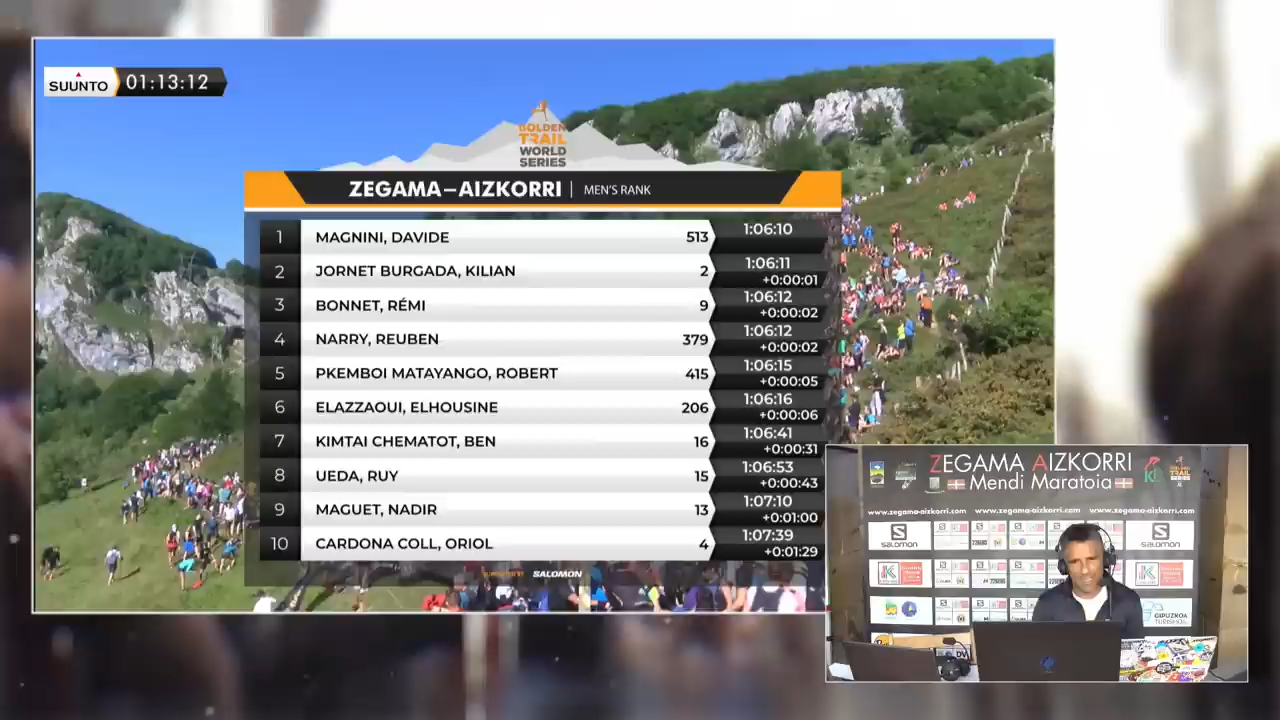 SUUNTO 01:13:12
GOLDEN
TRAIL
WORLD
SERIES
ZEGAMA–AIZKORRI | MEN'S RANK
1 MAGNINI, DAVIDE 513 1:06:10
2 JORNET BURGADA, KILIAN 2 1:06:11
+0:00:01
3 BONNET, RÉMI 9 1:06:12
+0:00:02
4 NARRY, REUBEN 379 1:06:12
+0:00:02
5 PKEMBOI MATAYANGO, ROBERT 415 1:06:15
+0:00:05
6 ELAZZAOUI, ELHOUSINE 206 1:06:16
+0:00:06
7 KIMTAI CHEMATOT, BEN 16 1:06:41
+0:00:31
8 UEDA, RUY 15 1:06:53
+0:00:43
9 MAGUET, NADIR 13 1:07:10
+0:01:00
10 CARDONA COLL, ORIOL 4 1:07:39
+0:01:29
SALOMON
ZEGAMA AIZKORRI
Mendi Maratoia
www.zegama-aizkorri.com www.zegama-aizkorri.com www.zegama-aizkorri.com
SALOMON SALOMON
GIPUZKOA
TURISMOA